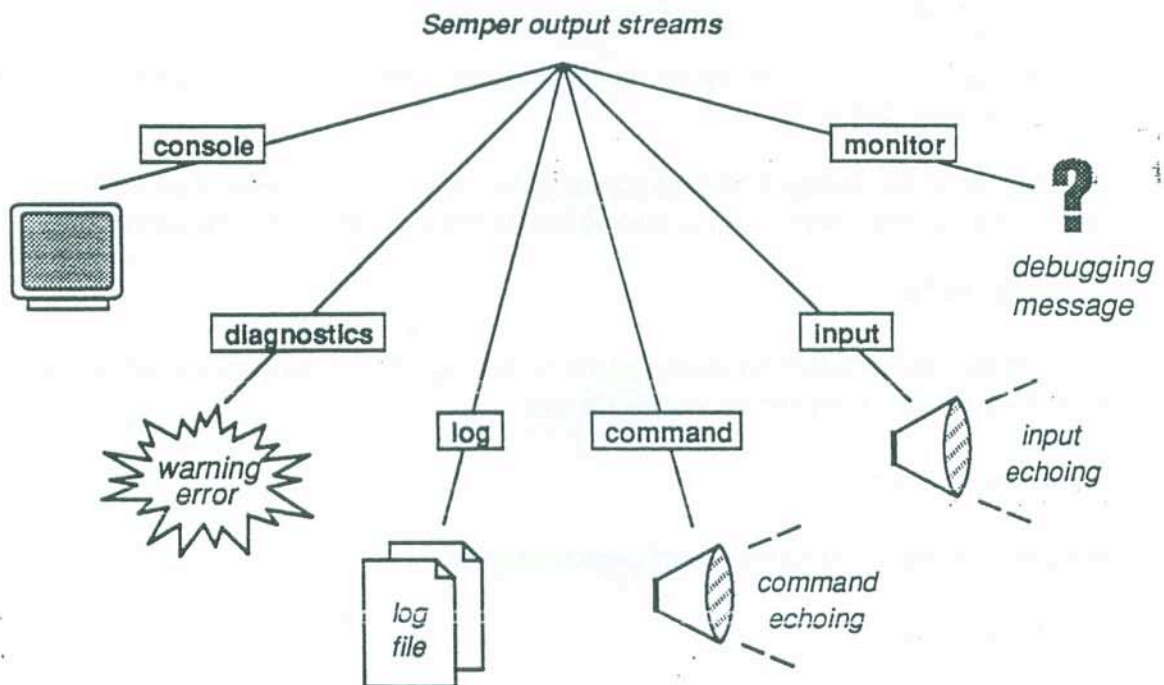 Semper output streams
console
monitor
debugging
message
diagnostics
input
log
command
warning
error
input
echoing
command
echoing
log
file